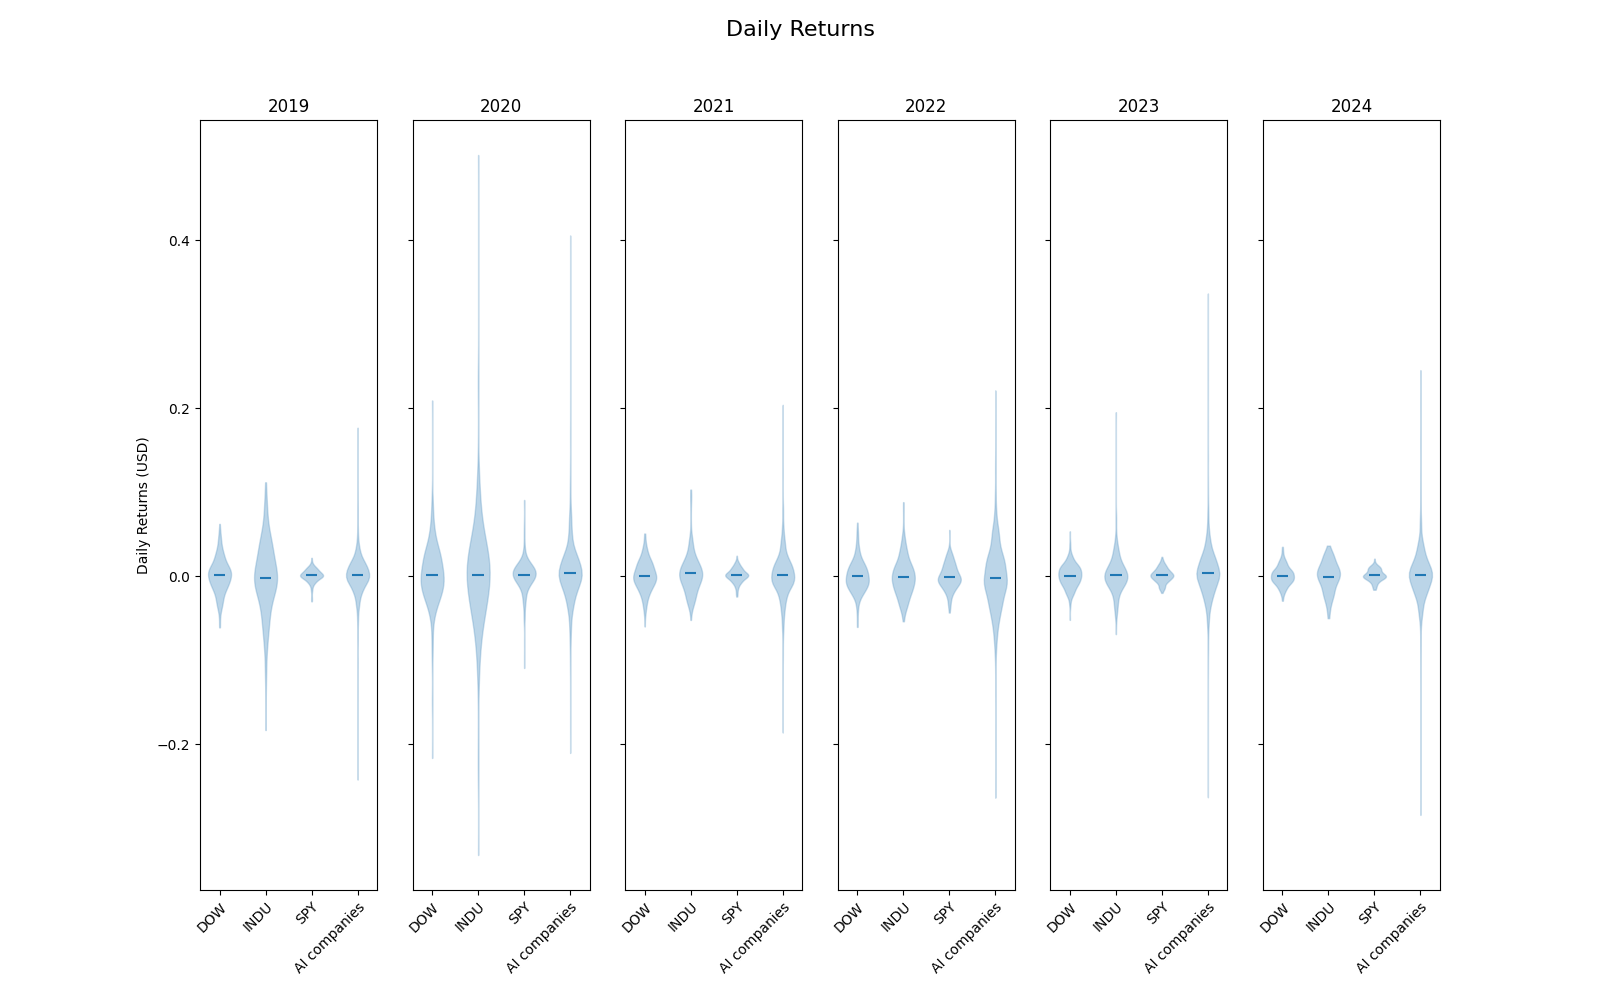 Daily Returns
2019 2020 2021 2022 2023 2024
Daily Returns (USD)
0.4
0.2
0.0
−0.2
DOW INDU SPY AI companies DOW INDU SPY AI companies DOW INDU SPY AI companies DOW INDU SPY AI companies DOW INDU SPY AI companies DOW INDU SPY AI companies